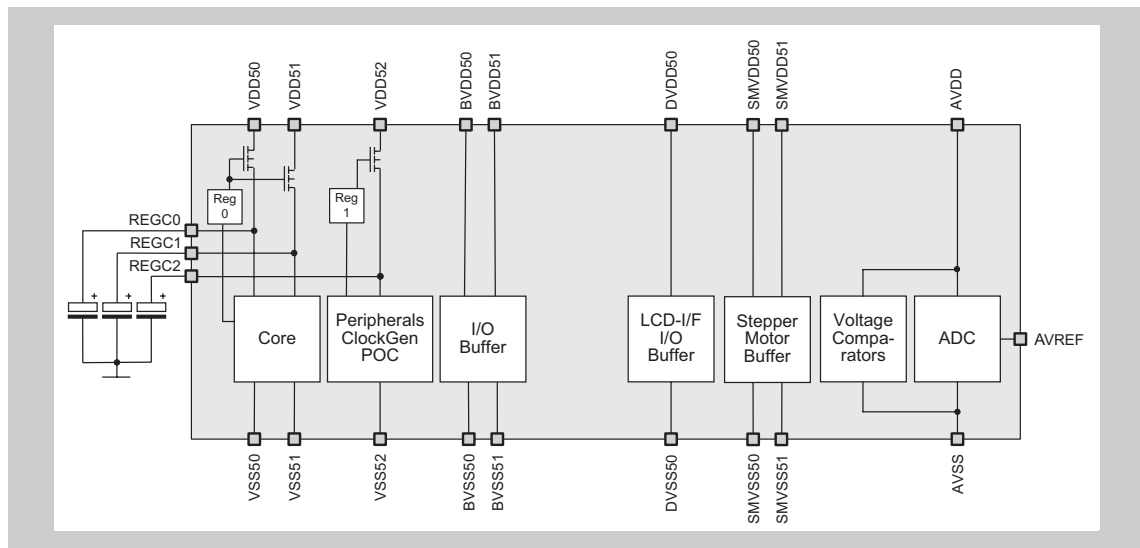 VDD50
VDD51
VDD52
BVDD50
BVDD51
DVDD50
SMVDD50
SMVDD51
AVDD
Reg
0
Reg
1
REGC0
REGC1
REGC2
+
+
+
Core
Peripherals
ClockGen
POC
I/O
Buffer
LCD-I/F
I/O
Buffer
Stepper
Motor
Buffer
Voltage
Compa-
rators
ADC
AVREF
VSS50
VSS51
VSS52
BVSS50
BVSS51
DVSS50
SMVSS50
SMVSS51
AVSS